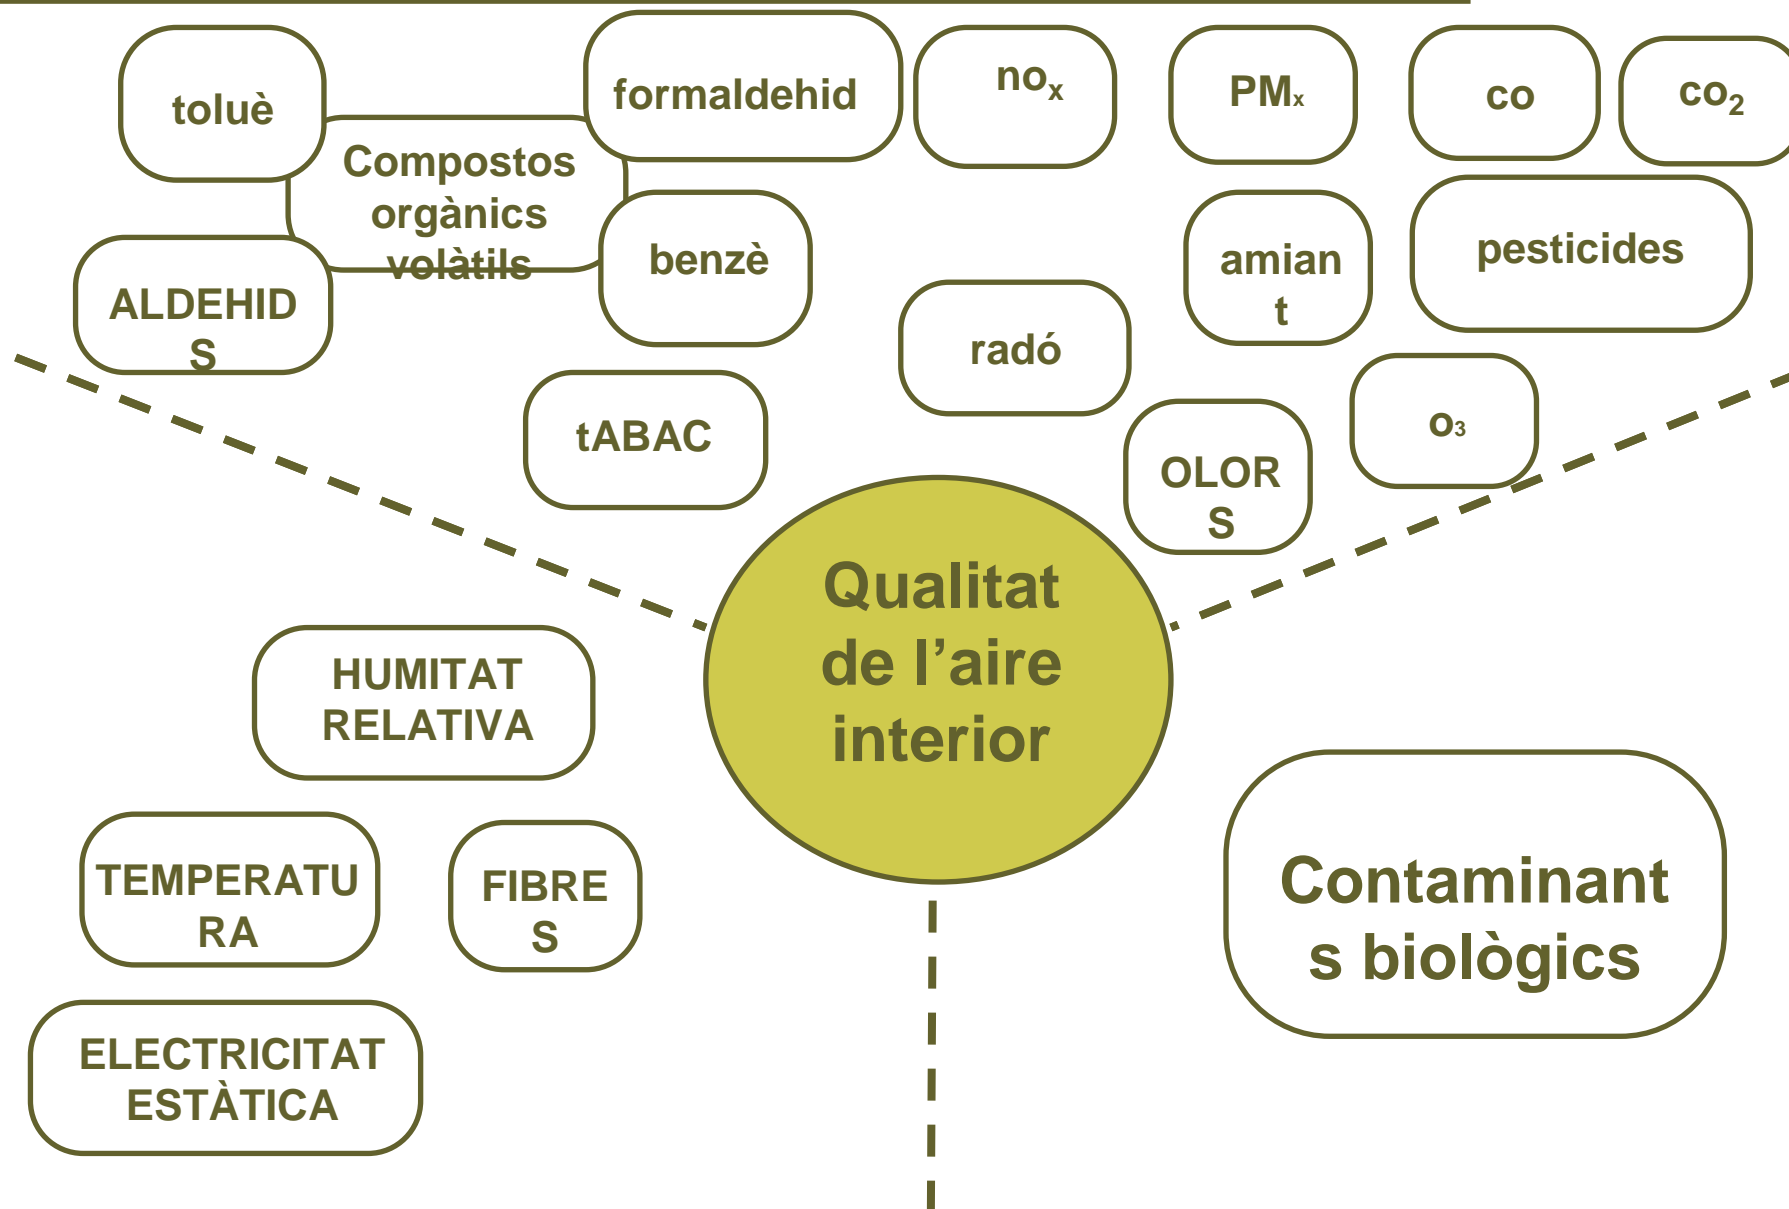 toluè
formaldehid
noₓ
PMₓ
co
co₂
Compostos
orgànics
volàtils
ALDEHID
S
benzè
amian
t
pesticides
radó
tABAC
OLOR
S
o₃
Qualitat
de l’aire
interior
HUMITAT
RELATIVA
TEMPERATU
RA
FIBRE
S
ELECTRICITAT
ESTÀTICA
Contaminant
s biològics